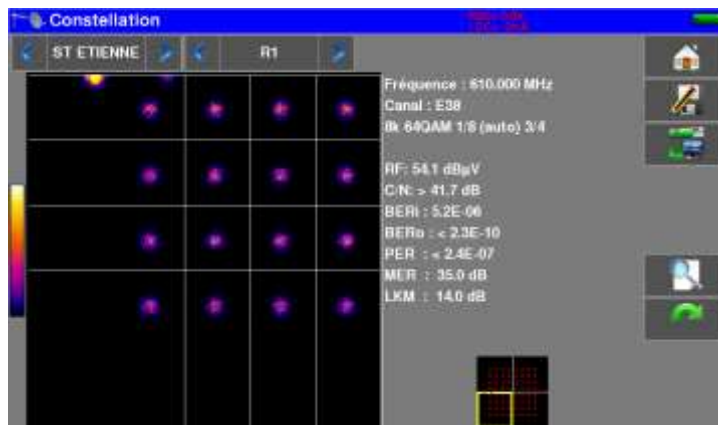 Constellation
ST ETIENNE
R1
Fréquence : 610.000 MHz
Canal : E38
8k 64QAM 1/8 (auto) 3/4
RF: 54.1 dBµV
C/N: > 41.7 dB
BERi : 5.2E-06
BERo : < 2.3E-10
PER : < 2.4E-07
MER : 35.0 dB
LKM : 14.0 dB